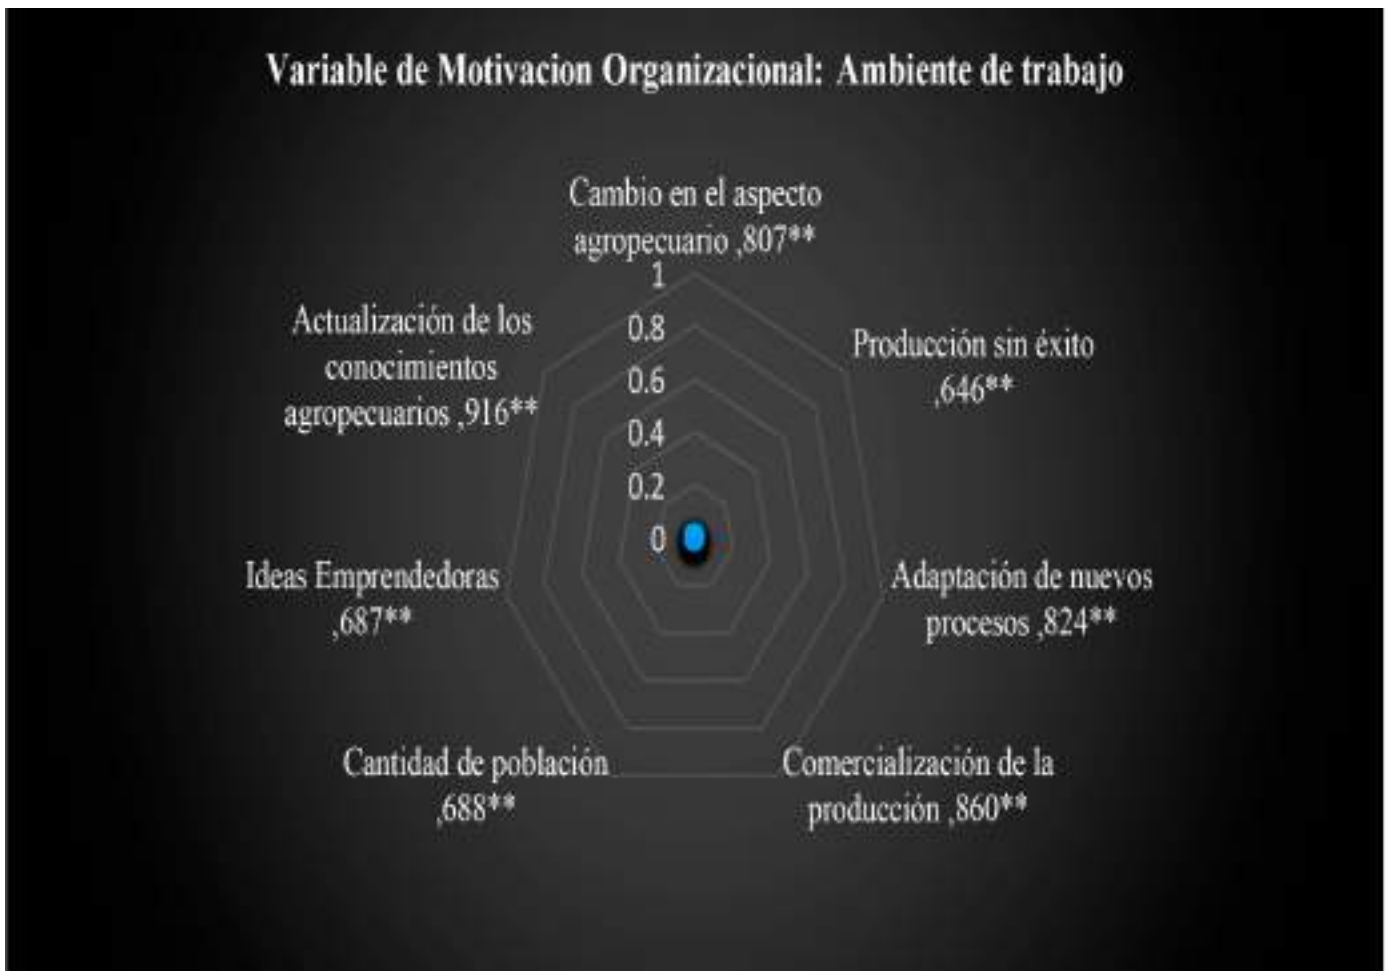 Variable de Motivacion Organizacional: Ambiente de trabajo
Cambio en el aspecto
agropecuario ,807**
1
0.8
0.6
0.4
0.2
0
Producción sin éxito
,646**
Adaptación de nuevos
procesos ,824**
Comercialización de la
producción ,860**
Cantidad de población
,688**
Ideas Emprendedoras
,687**
Actualización de los
conocimientos
agropecuarios ,916**